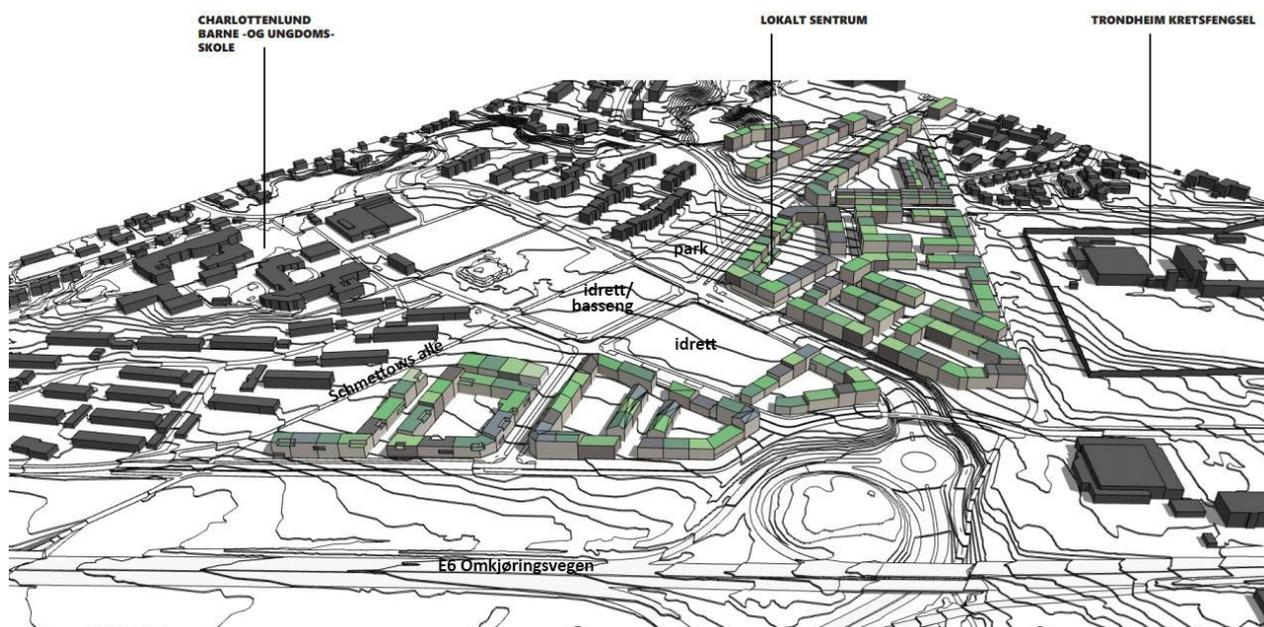 CHARLOTTENLUND
BARNE -OG UNGDOMS-
SKOLE
LOKALT SENTRUM
TRONDHEIM KRETSFENGSEL
park
idrett/
basseng
idrett
Schmettows alle
E6 Omkjøringsvegen